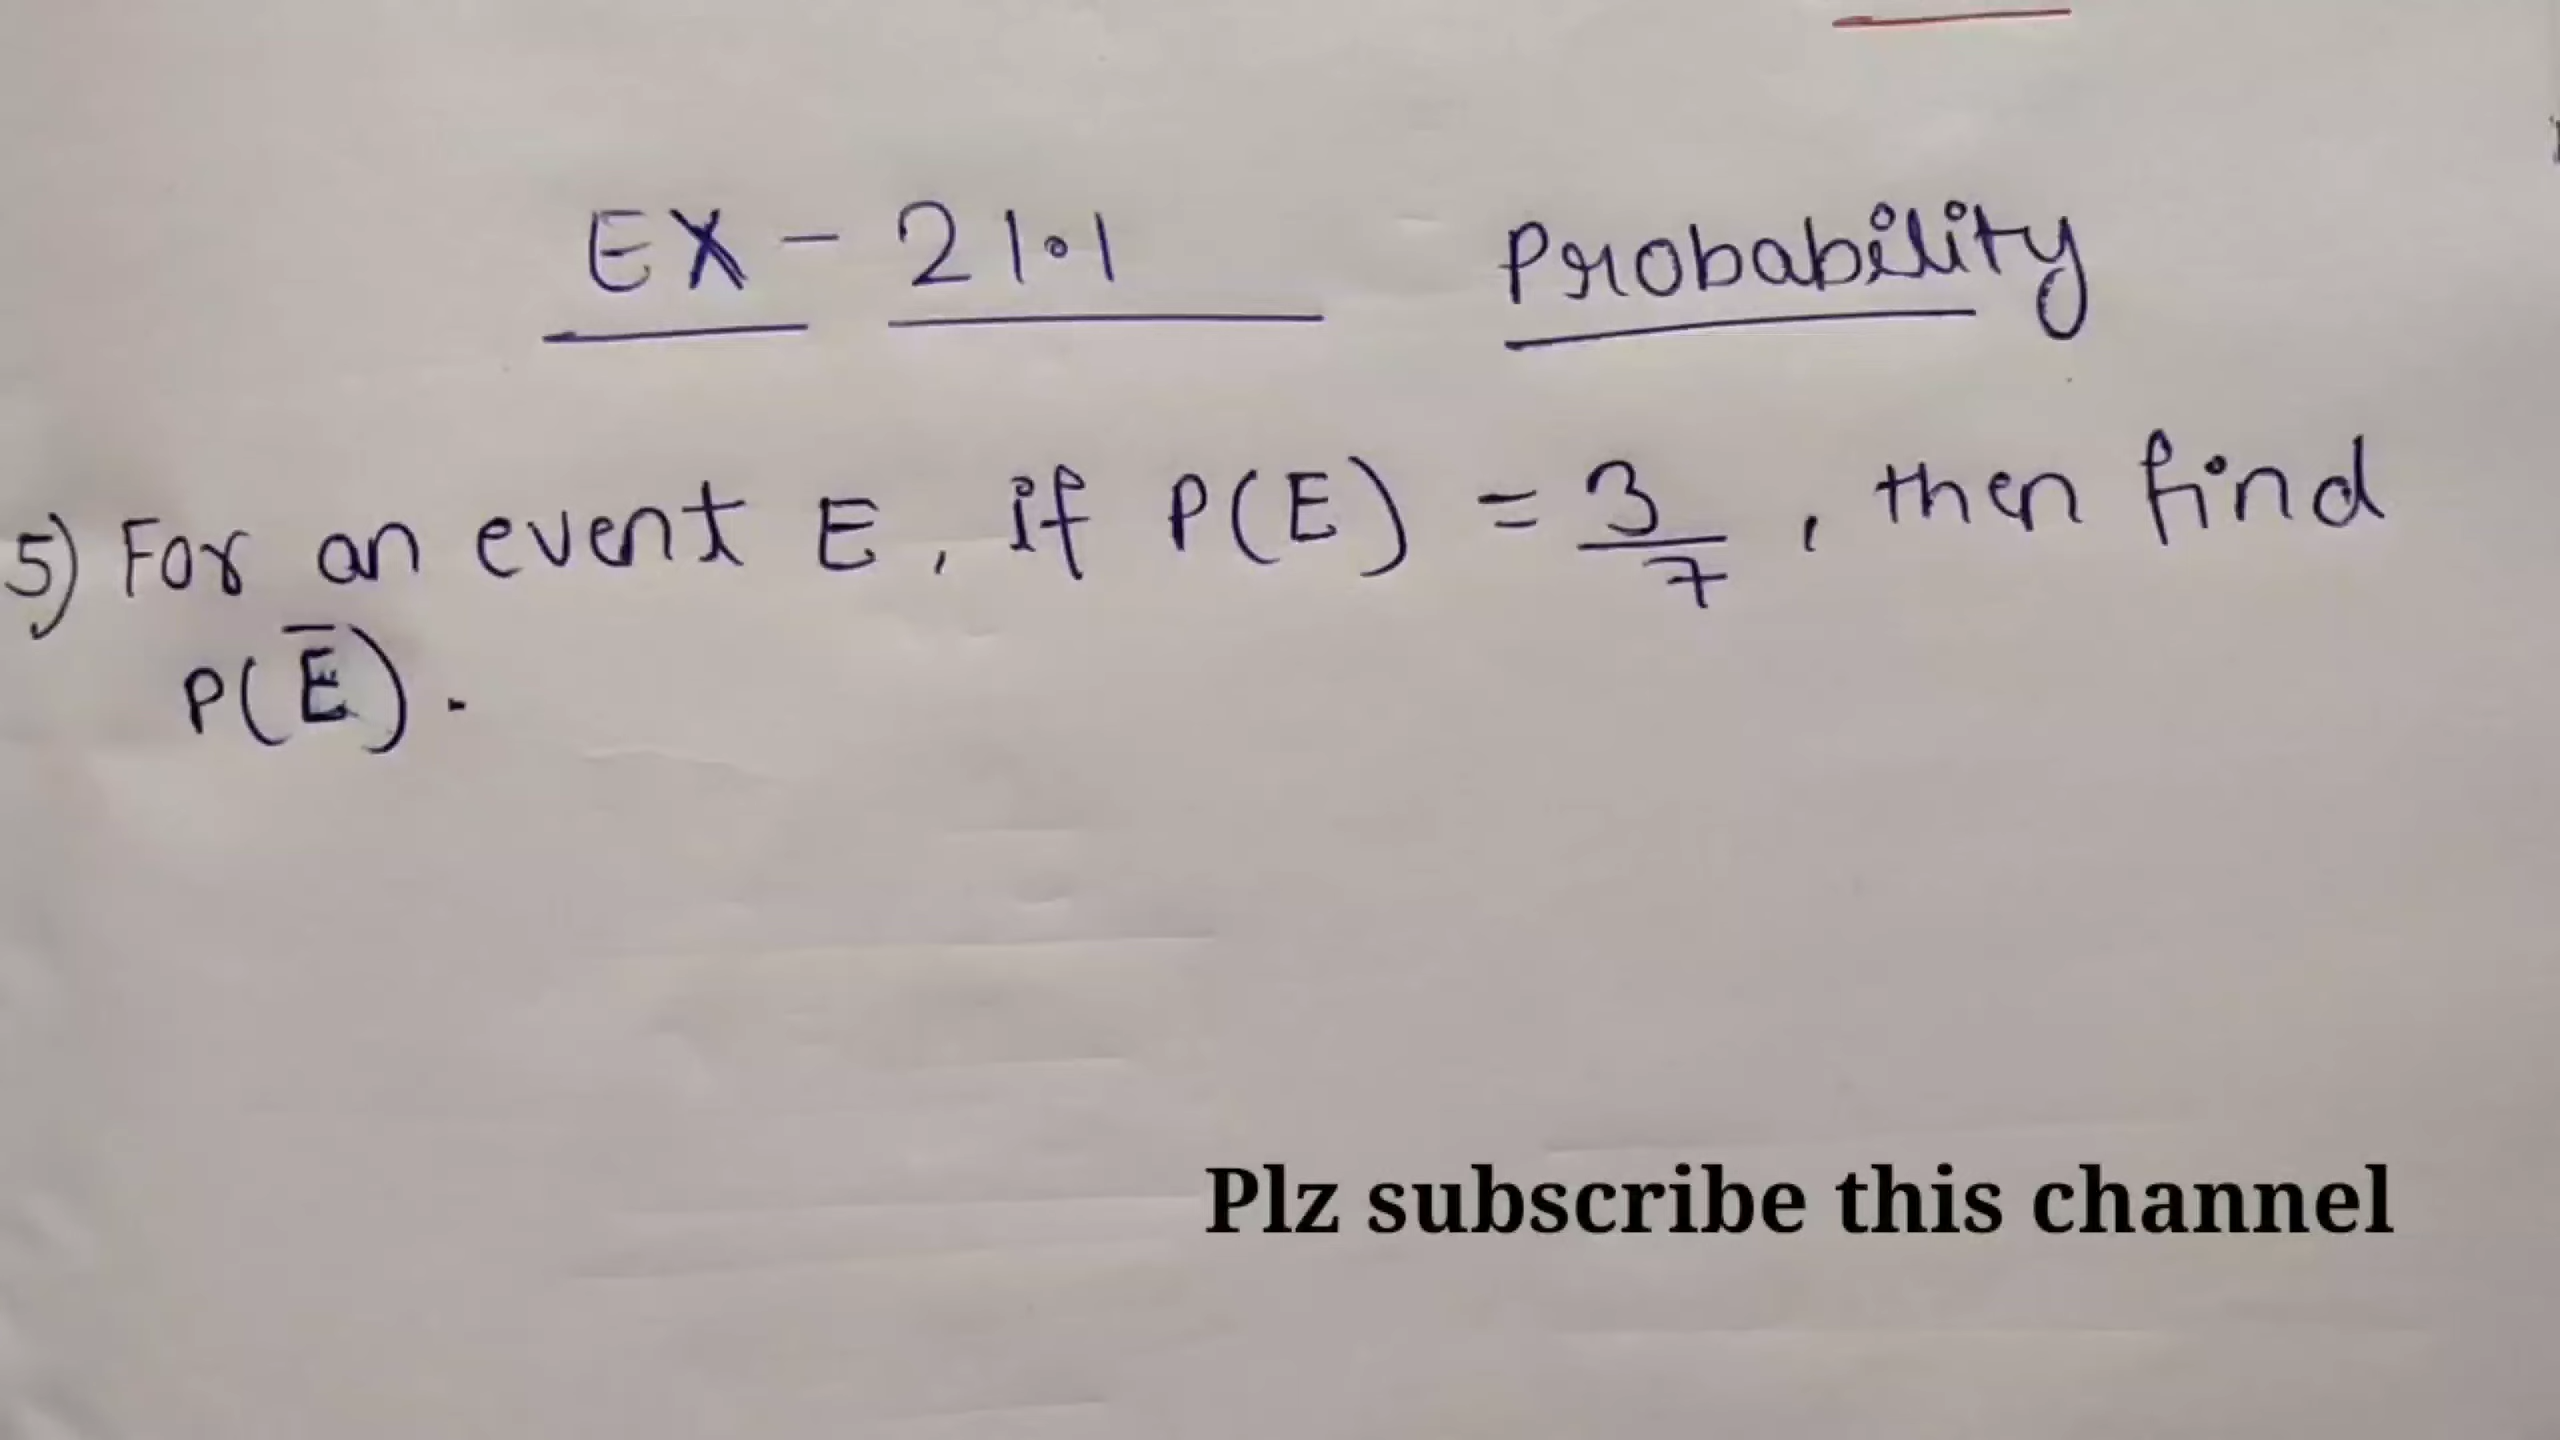 EX - 21.1 Probability
5) For an event E, if P(E) = 3/7, then find
P(E̅).
Plz subscribe this channel